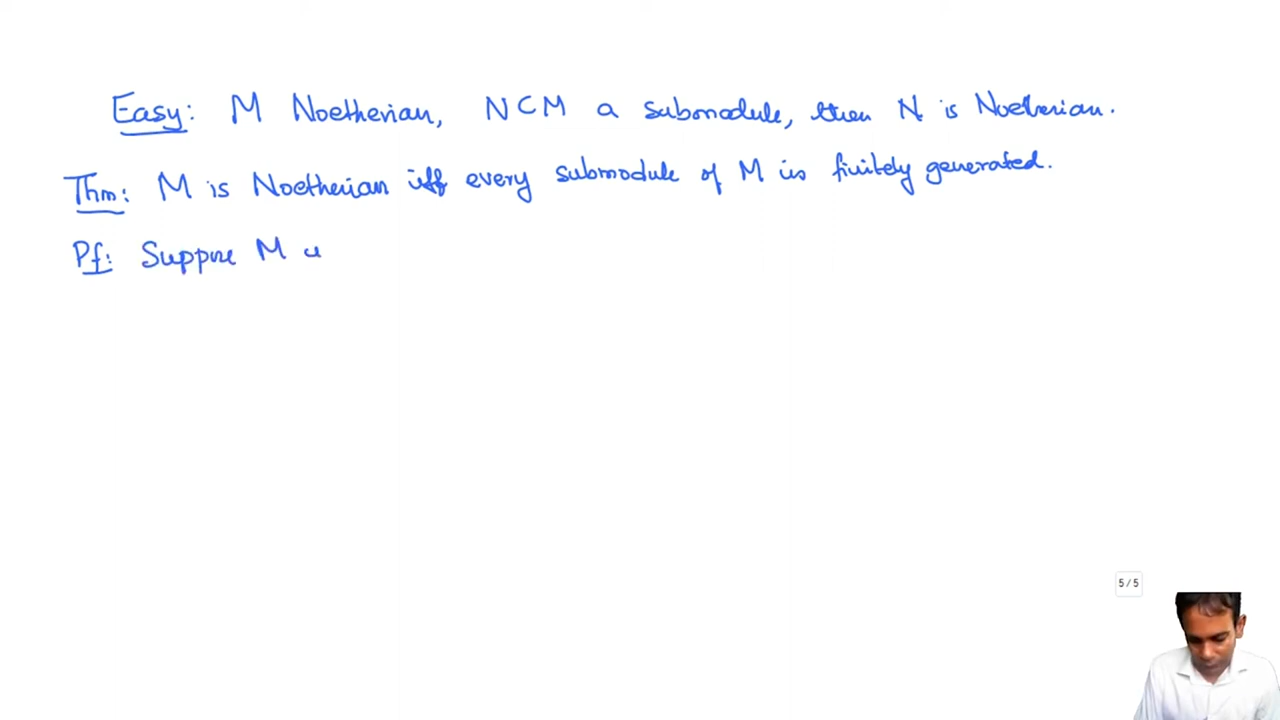 Easy: M Noetherian, N ⊂ M a submodule, then N is Noetherian.
Thm: M is Noetherian iff every submodule of M is finitely generated.
Pf: Suppose M
5/5